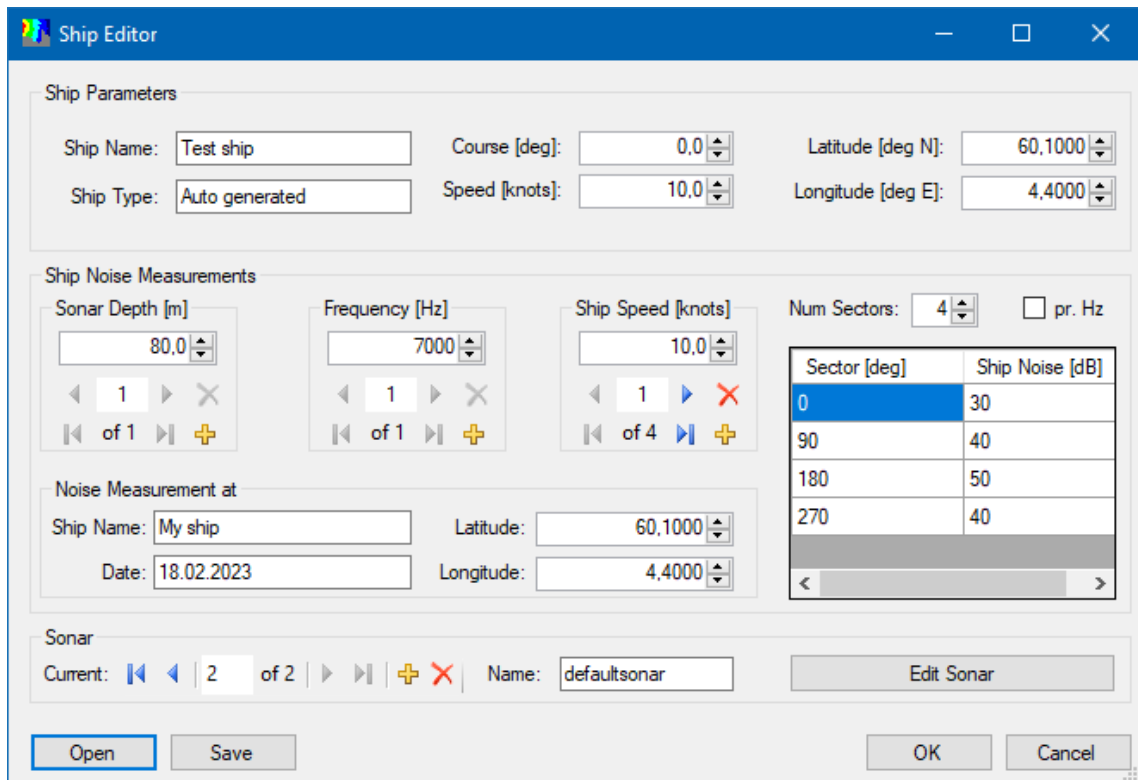 Ship Editor
Ship Parameters
Ship Name: Test ship Course [deg]: 0,0 Latitude [deg N]: 60,1000
Ship Type: Auto generated Speed [knots]: 10,0 Longitude [deg E]: 4,4000
Ship Noise Measurements
Sonar Depth [m] Frequency [Hz] Ship Speed [knots] Num Sectors: 4 pr. Hz
80,0 7000 10,0
Sector [deg] Ship Noise [dB]
1 1 1
0 30
of 1 of 1 of 4
90 40
180 50
Noise Measurement at
270 40
Ship Name: My ship Latitude: 60,1000
Date: 18.02.2023 Longitude: 4,4000
Sonar
Current: 2 of 2 Name: defaultsonar Edit Sonar
Open Save OK Cancel